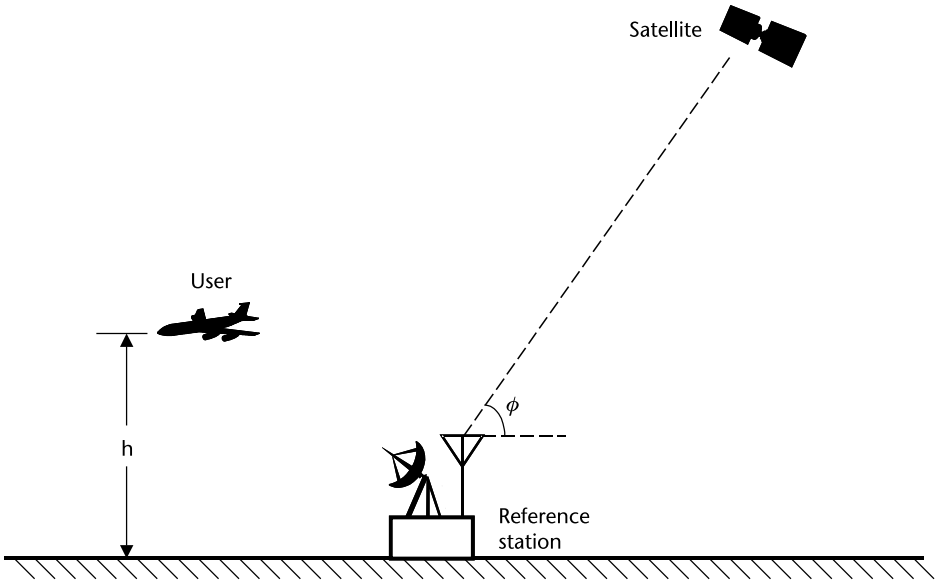 Satellite
User
ϕ
h
Reference
station